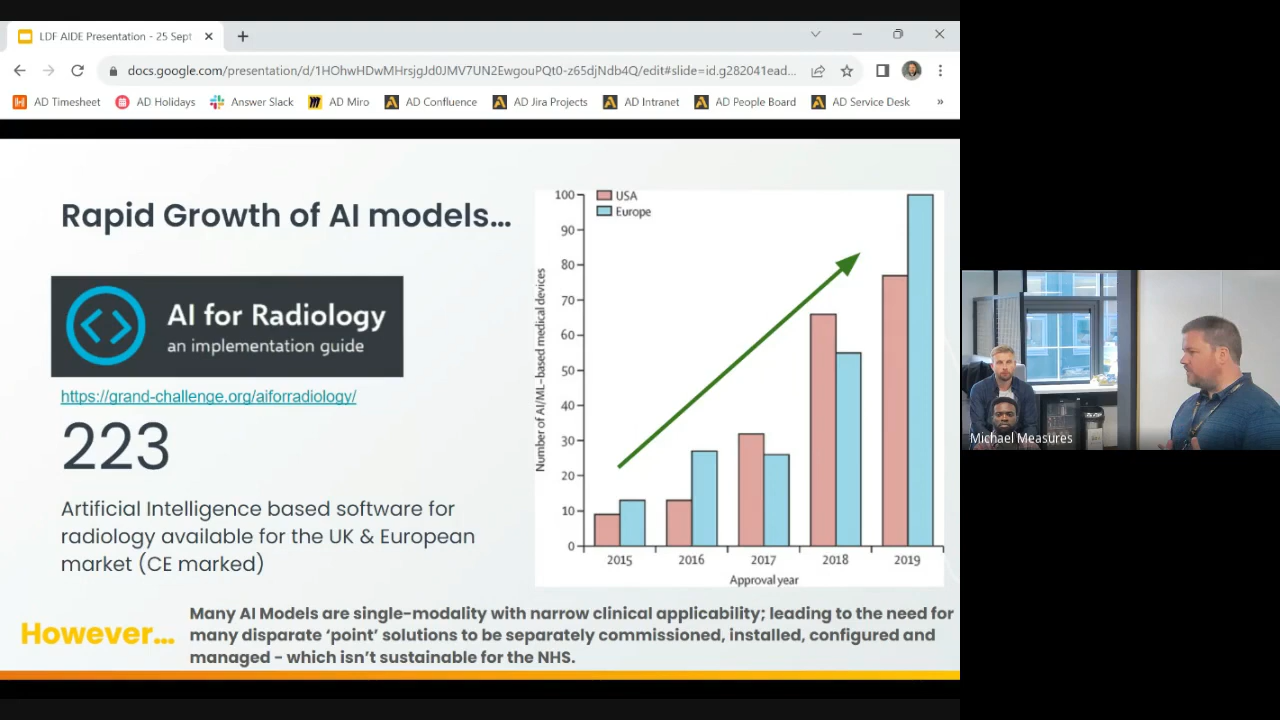 LDF AIDE Presentation - 25 Sept
docs.google.com/presentation/d/1HOhwHDwMHrsjgJd0JMV7UN2EwgouPQt0-z65djNdb4Q/edit#slide=id.g282041ead...
AD Timesheet
AD Holidays
Answer Slack
AD Miro
AD Confluence
AD Jira Projects
AD Intranet
AD People Board
AD Service Desk
»
Rapid Growth of AI models...
AI for Radiology
an implementation guide
https://grand-challenge.org/aiforradiology/
223
Artificial Intelligence based software for
radiology available for the UK & European
market (CE marked)
USA
Europe
Number of AI/ML-based medical devices
100
90
80
70
60
50
40
30
20
10
0
2015
2016
2017
2018
2019
Approval year
However...
Many AI Models are single-modality with narrow clinical applicability; leading to the need for
many disparate ‘point’ solutions to be separately commissioned, installed, configured and
managed - which isn’t sustainable for the NHS.
Michael Measures